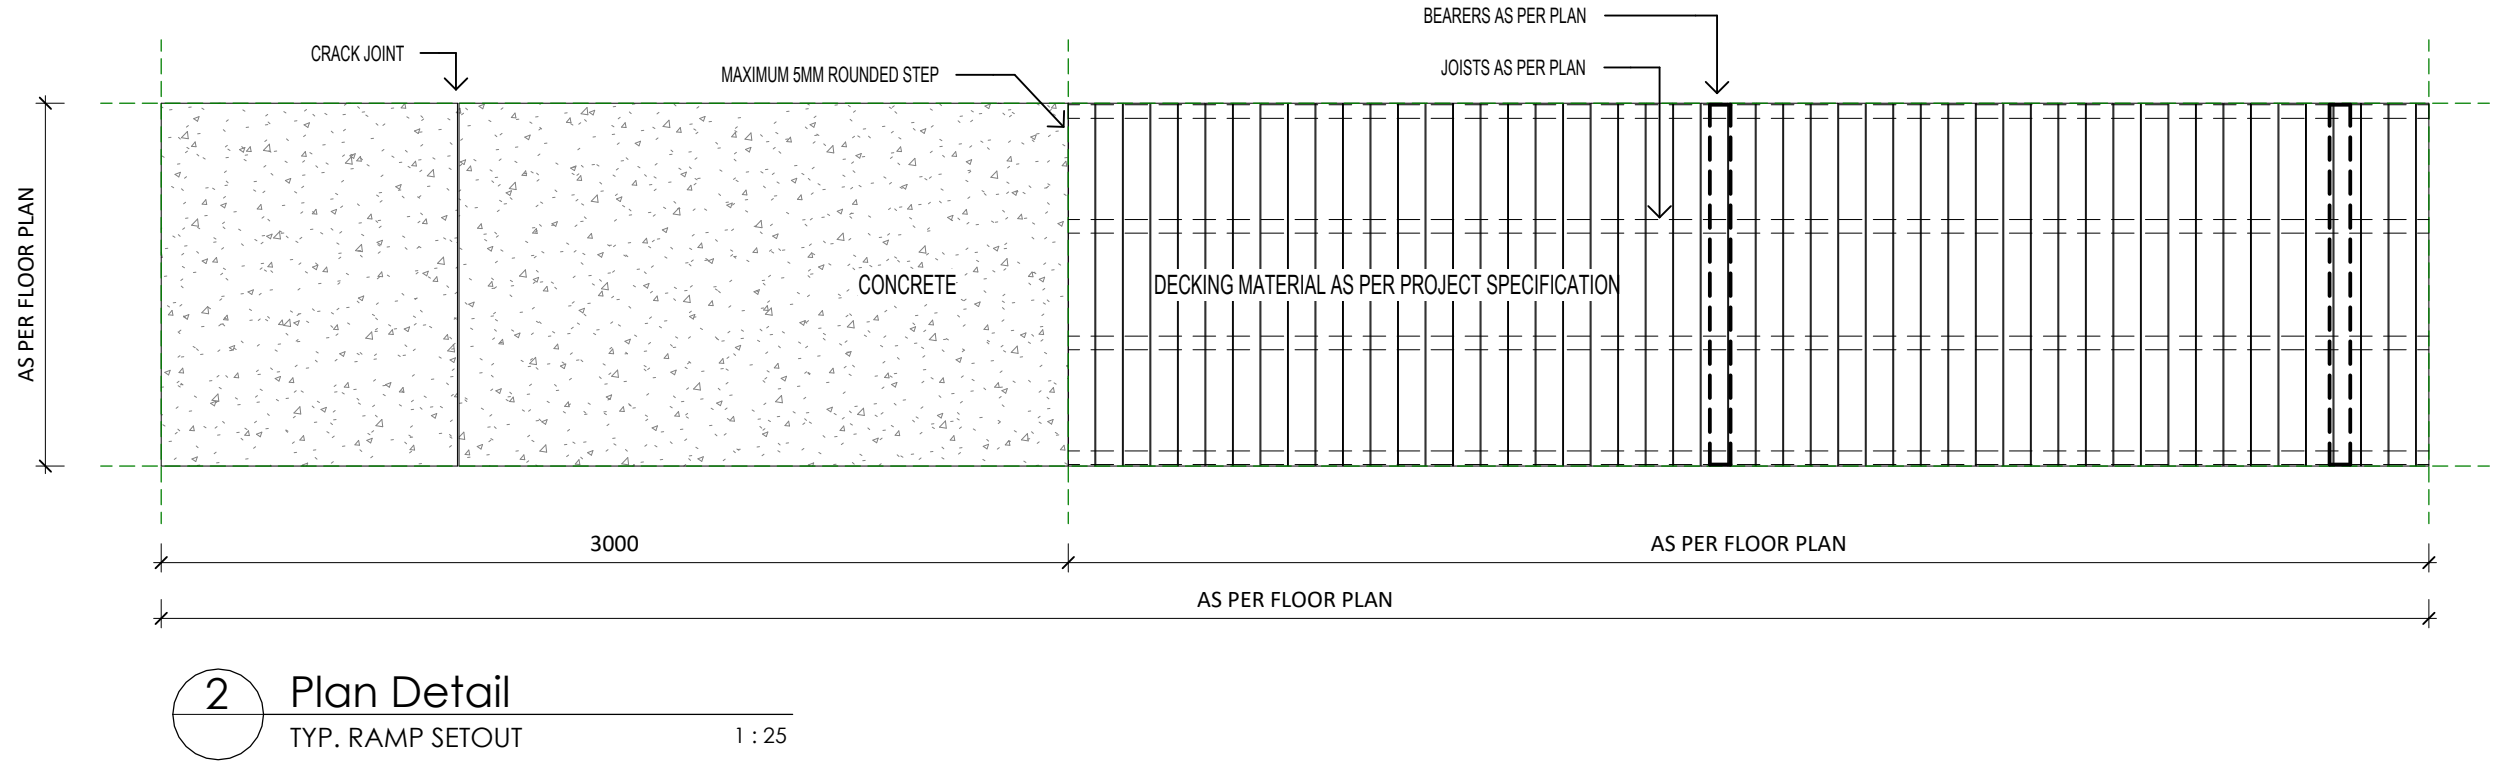 BEARERS AS PER PLAN
CRACK JOINT
MAXIMUM 5MM ROUNDED STEP
JOISTS AS PER PLAN
AS PER FLOOR PLAN
CONCRETE
DECKING MATERIAL AS PER PROJECT SPECIFICATION
3000
AS PER FLOOR PLAN
AS PER FLOOR PLAN
2
Plan Detail
TYP. RAMP SETOUT
1 : 25